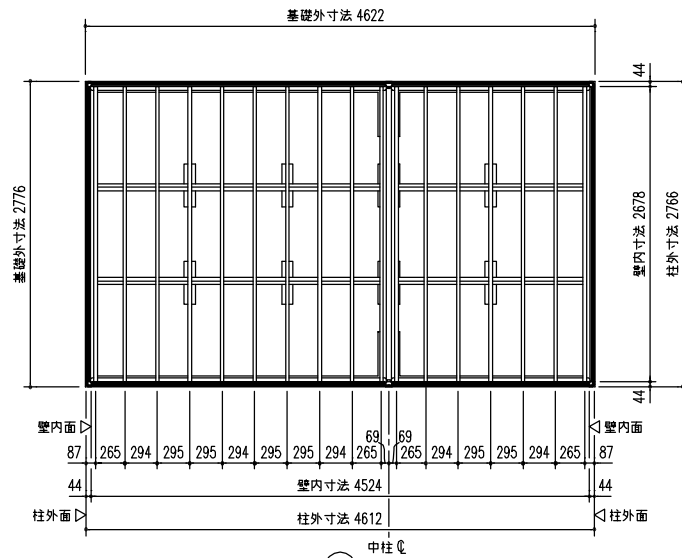 基礎外寸法 4622
44
基礎外寸法 2776
壁内寸法 2678
柱外寸法 2766
44
壁内面
壁内面
69 69
87 265 294 295 295 294 295 295 294 265 265 294 295 295 294 265 87
44 壁内寸法 4524 44
柱外面 柱外寸法 4612 柱外面
中柱 ℄